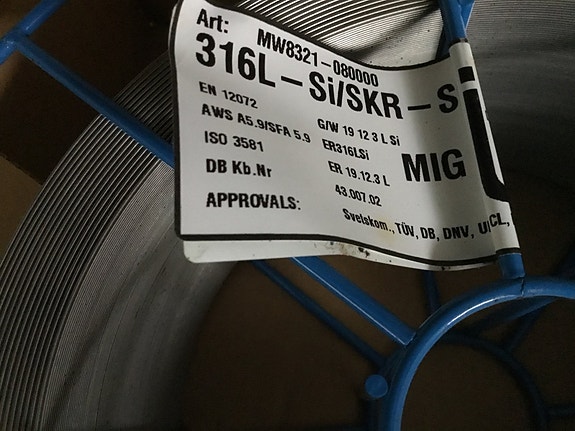 Art: MW8321-080000
316L-Si/SKR-S
EN 12072 G/W 19 12 3 L Si
AWS A5.9/SFA 5.9 ER316LSi
ISO 3581 ER 19.12.3 L
DB Kb.Nr 43.007.02
MIG
APPROVALS: Svetskom., TÜV, DB, DNV, CL,